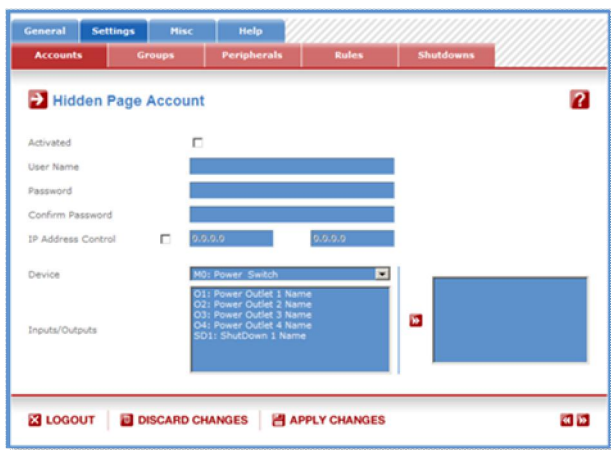 General Settings Misc Help
Accounts Groups Peripherals Rules Shutdowns
Hidden Page Account ?
Activated
User Name
Password
Confirm Password
IP Address Control 0.0.0.0 0.0.0.0
Device M0: Power Switch
O1: Power Outlet 1 Name
O2: Power Outlet 2 Name
O3: Power Outlet 3 Name
O4: Power Outlet 4 Name
SD1: ShutDown 1 Name
Inputs/Outputs
LOGOUT DISCARD CHANGES APPLY CHANGES